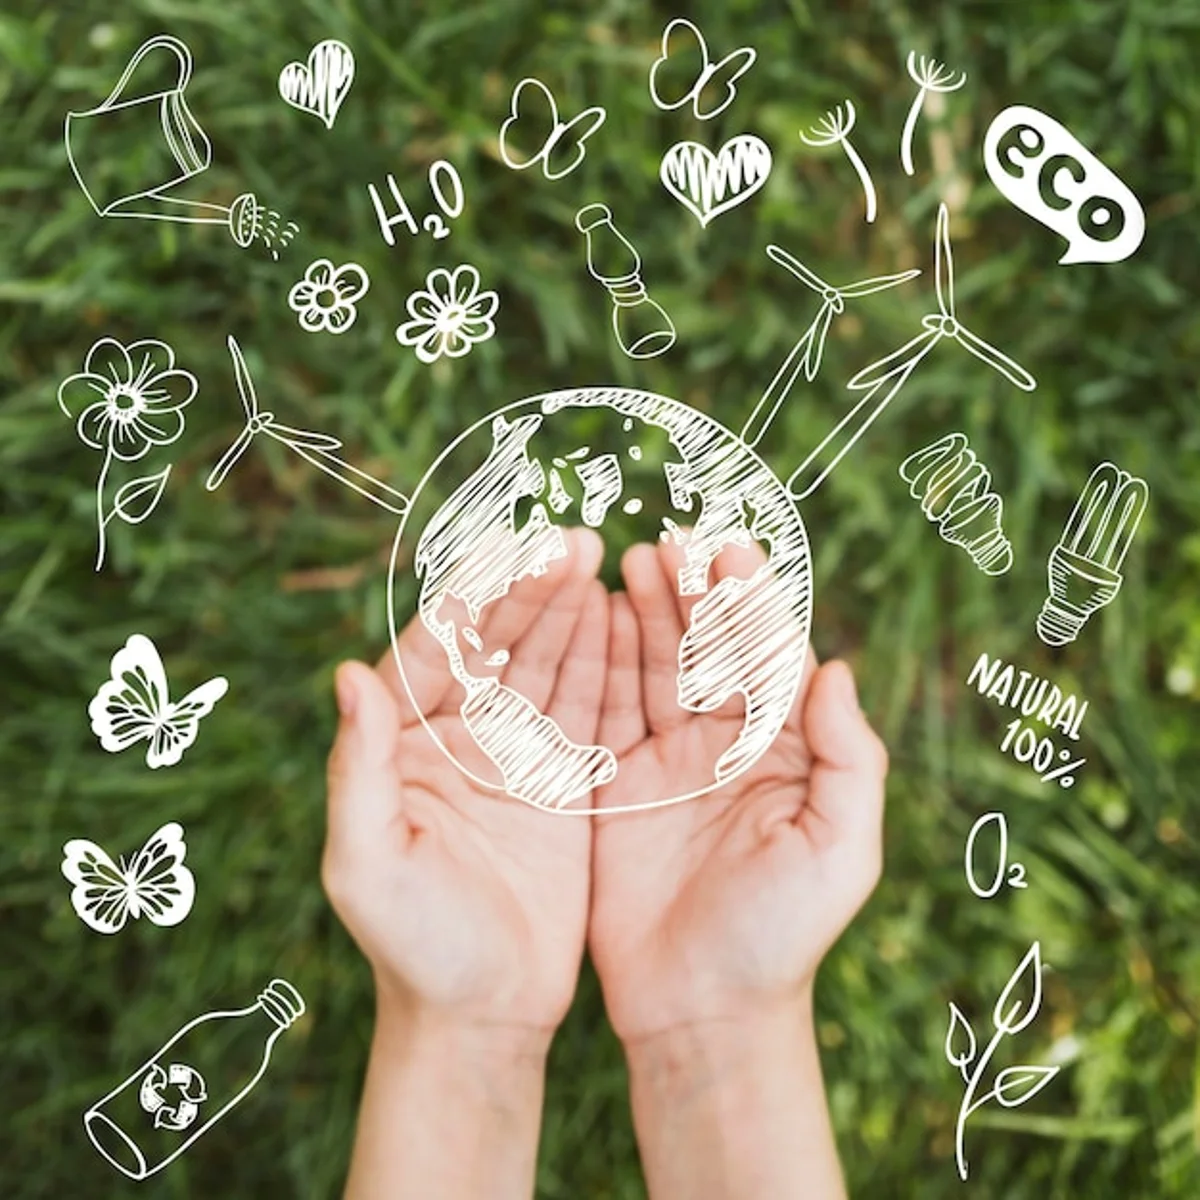 H₂O
eco
NATURAL
100%
O₂